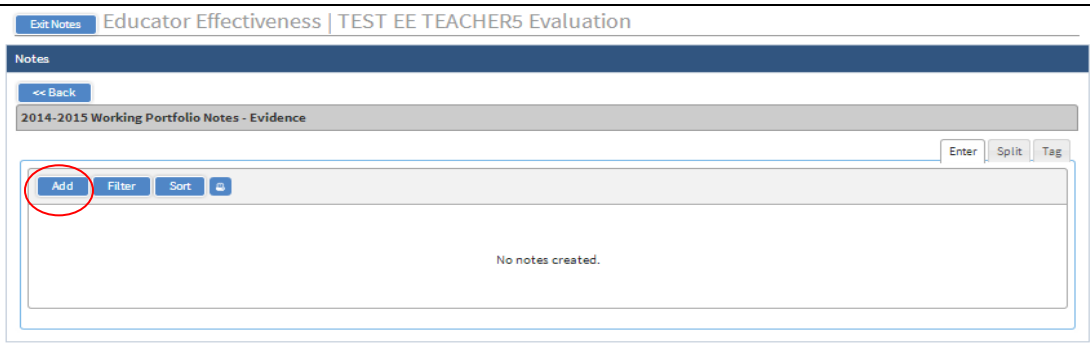 Exit Notes Educator Effectiveness | TEST EE TEACHER5 Evaluation
Notes
<< Back
2014-2015 Working Portfolio Notes - Evidence
Enter Split Tag
Add Filter Sort
No notes created.